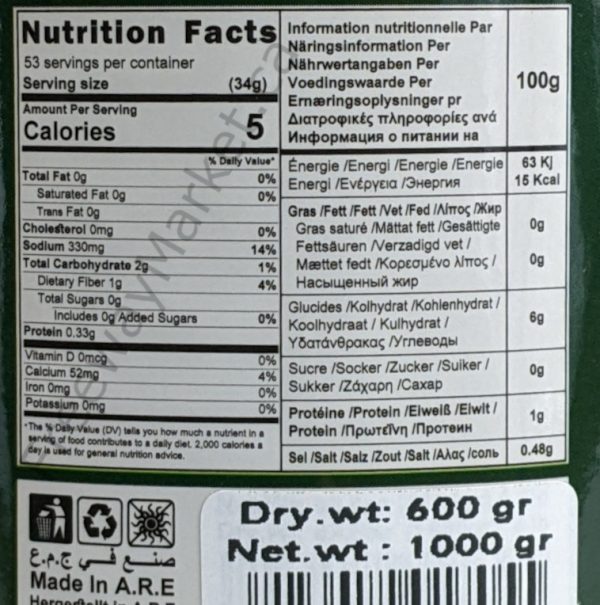 Nutrition Facts
53 servings per container
Serving size (34g)
Amount Per Serving
Calories 5
% Daily Value*
Total Fat 0g 0%
Saturated Fat 0g 0%
Trans Fat 0g
Cholesterol 0mg 0%
Sodium 330mg 14%
Total Carbohydrate 2g 1%
Dietary Fiber 1g 4%
Total Sugars 0g
Includes 0g Added Sugars 0%
Protein 0.33g
Vitamin D 0mcg 0%
Calcium 52mg 4%
Iron 0mg 0%
Potassium 0mg 0%
*The % Daily Value (DV) tells you how much a nutrient in a
serving of food contributes to a daily diet. 2,000 calories a
day is used for general nutrition advice.
Information nutritionnelle Par
Näringsinformation Per
Nährwertangaben Per
Voedingswaarde Per
Ernæringsoplysninger pr
Διατροφικές πληροφορίες ανά
Информация о питании на
100g
Énergie /Energi /Energie /Energie
Energi /Ενέργεια /Энергия
63 Kj
15 Kcal
Gras /Fett /Fett /Vet /Fed /Λίπος /Жир
Gras saturé /Mättat fett /Gesättigte
Fettsäuren /Verzadigd vet /
Mættet fedt /Κορεσμένο λίπος /
Насыщенный жир
0g
0g
Glucides /Kolhydrat /Kohlenhydrat /
Koolhydraat / Kulhydrat /
Υδατάνθρακας /Углеводы
6g
Sucre /Socker /Zucker /Suiker /
Sukker /Ζάχαρη /Сахар
0g
Protéine /Protein /Eiweiß /Eiwit /
Protein /Πρωτεΐνη /Протеин
1g
Sel /Salt /Salz /Zout /Salt /Αλας /соль
0.48g
صنع في ج.م.ع
Made In A.R.E
Dry.wt: 600 gr
Net.wt : 1000 gr